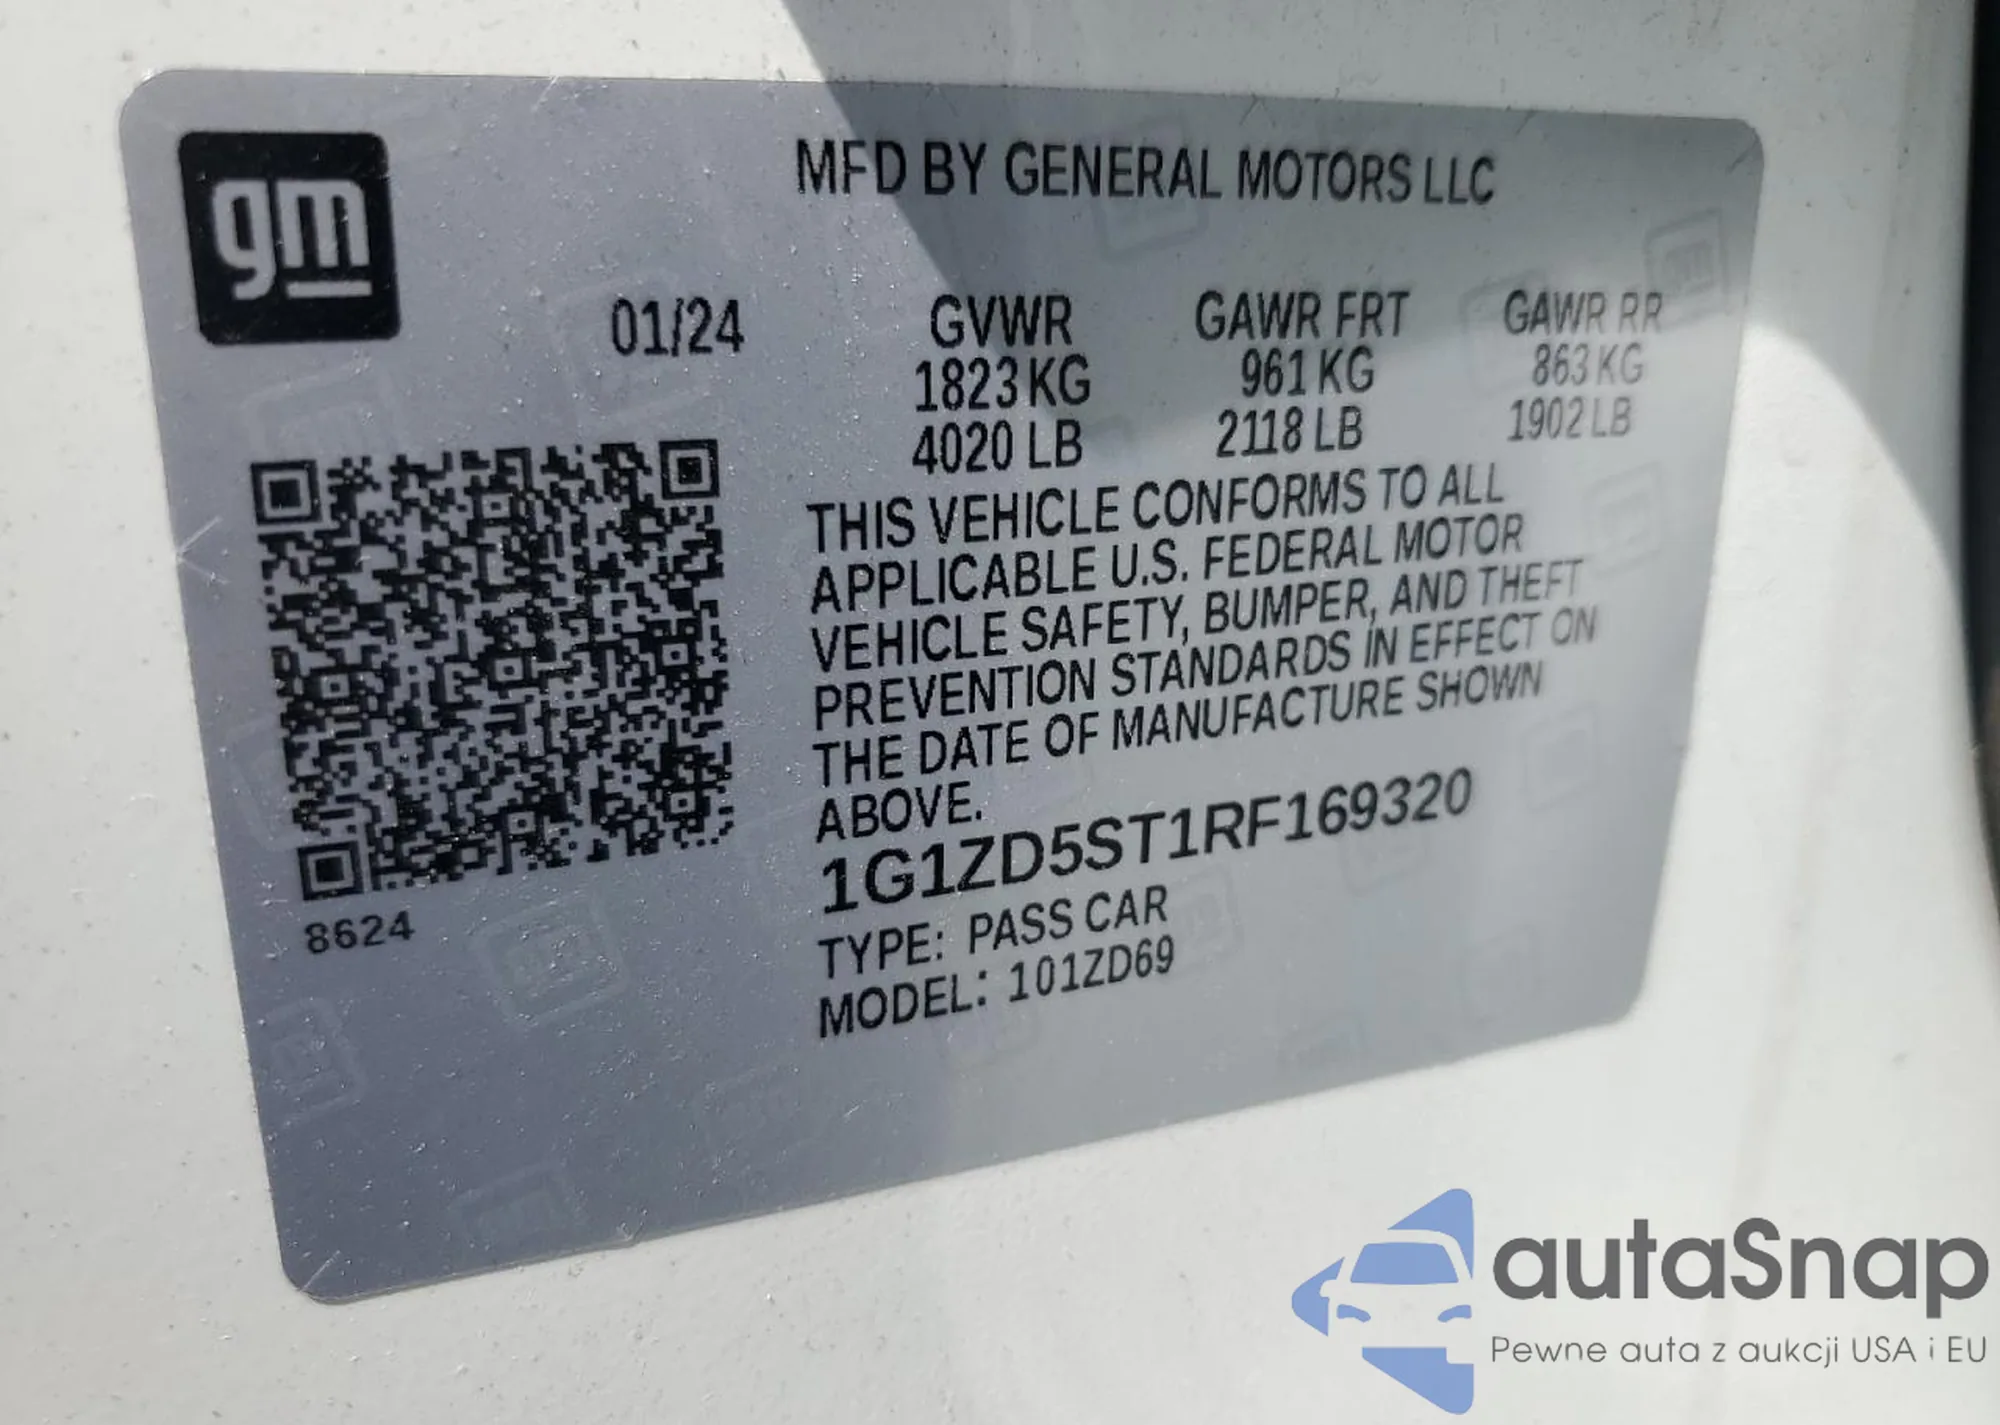 gm
MFD BY GENERAL MOTORS LLC
01/24
GVWR GAWR FRT GAWR RR
1823 KG 961 KG 863 KG
4020 LB 2118 LB 1902 LB
THIS VEHICLE CONFORMS TO ALL
APPLICABLE U.S. FEDERAL MOTOR
VEHICLE SAFETY, BUMPER, AND THEFT
PREVENTION STANDARDS IN EFFECT ON
THE DATE OF MANUFACTURE SHOWN
ABOVE.
1G1ZD5ST1RF169320
TYPE: PASS CAR
MODEL: 101ZD69
8624
autaSnap
Pewne auta z aukcji USA i EU